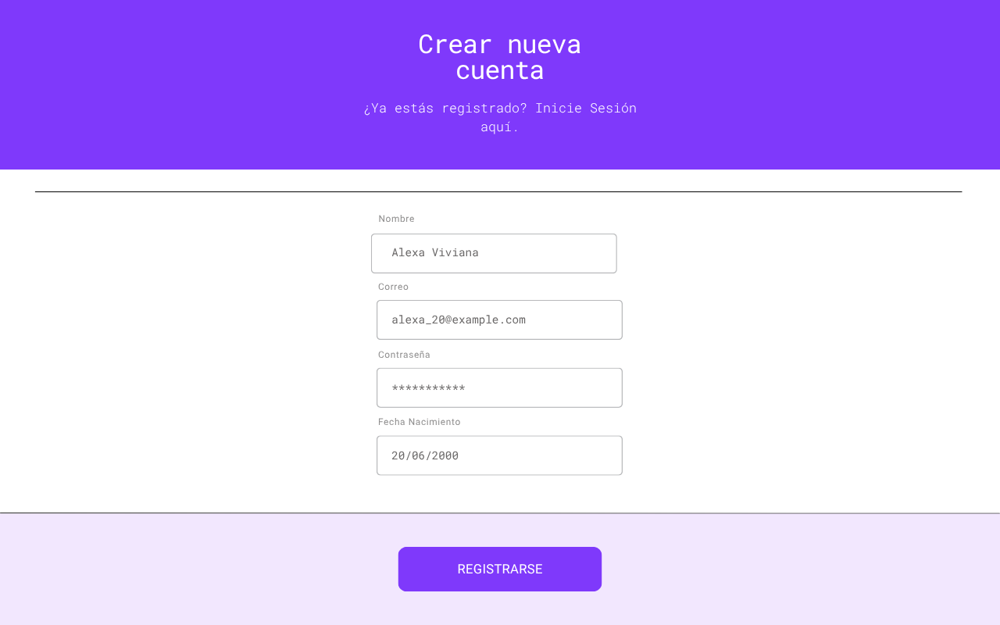 Crear nueva
cuenta
¿Ya estás registrado? Inicie Sesión
aquí.
Nombre
Alexa Viviana
Correo
alexa_20@example.com
Contraseña
***********
Fecha Nacimiento
20/06/2000
REGISTRARSE